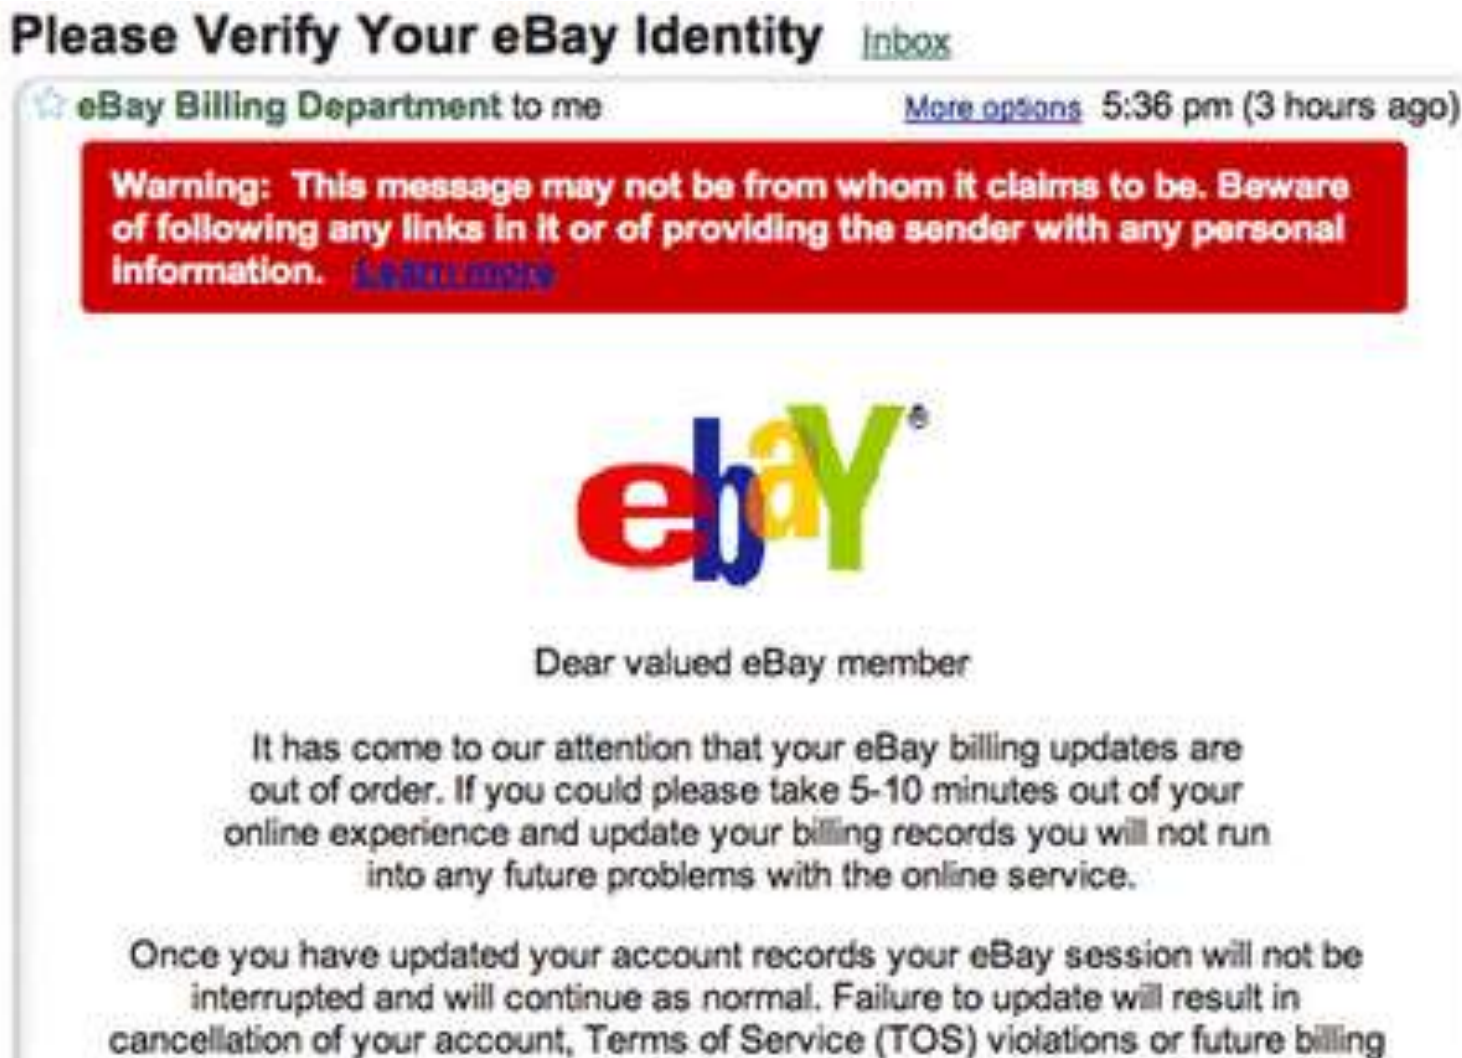 Please Verify Your eBay Identity Inbox
eBay Billing Department to me More options 5:36 pm (3 hours ago)
Warning: This message may not be from whom it claims to be. Beware
of following any links in it or of providing the sender with any personal
information. Learn more
ebaY®
Dear valued eBay member
It has come to our attention that your eBay billing updates are
out of order. If you could please take 5-10 minutes out of your
online experience and update your billing records you will not run
into any future problems with the online service.
Once you have updated your account records your eBay session will not be
interrupted and will continue as normal. Failure to update will result in
cancellation of your account, Terms of Service (TOS) violations or future billing